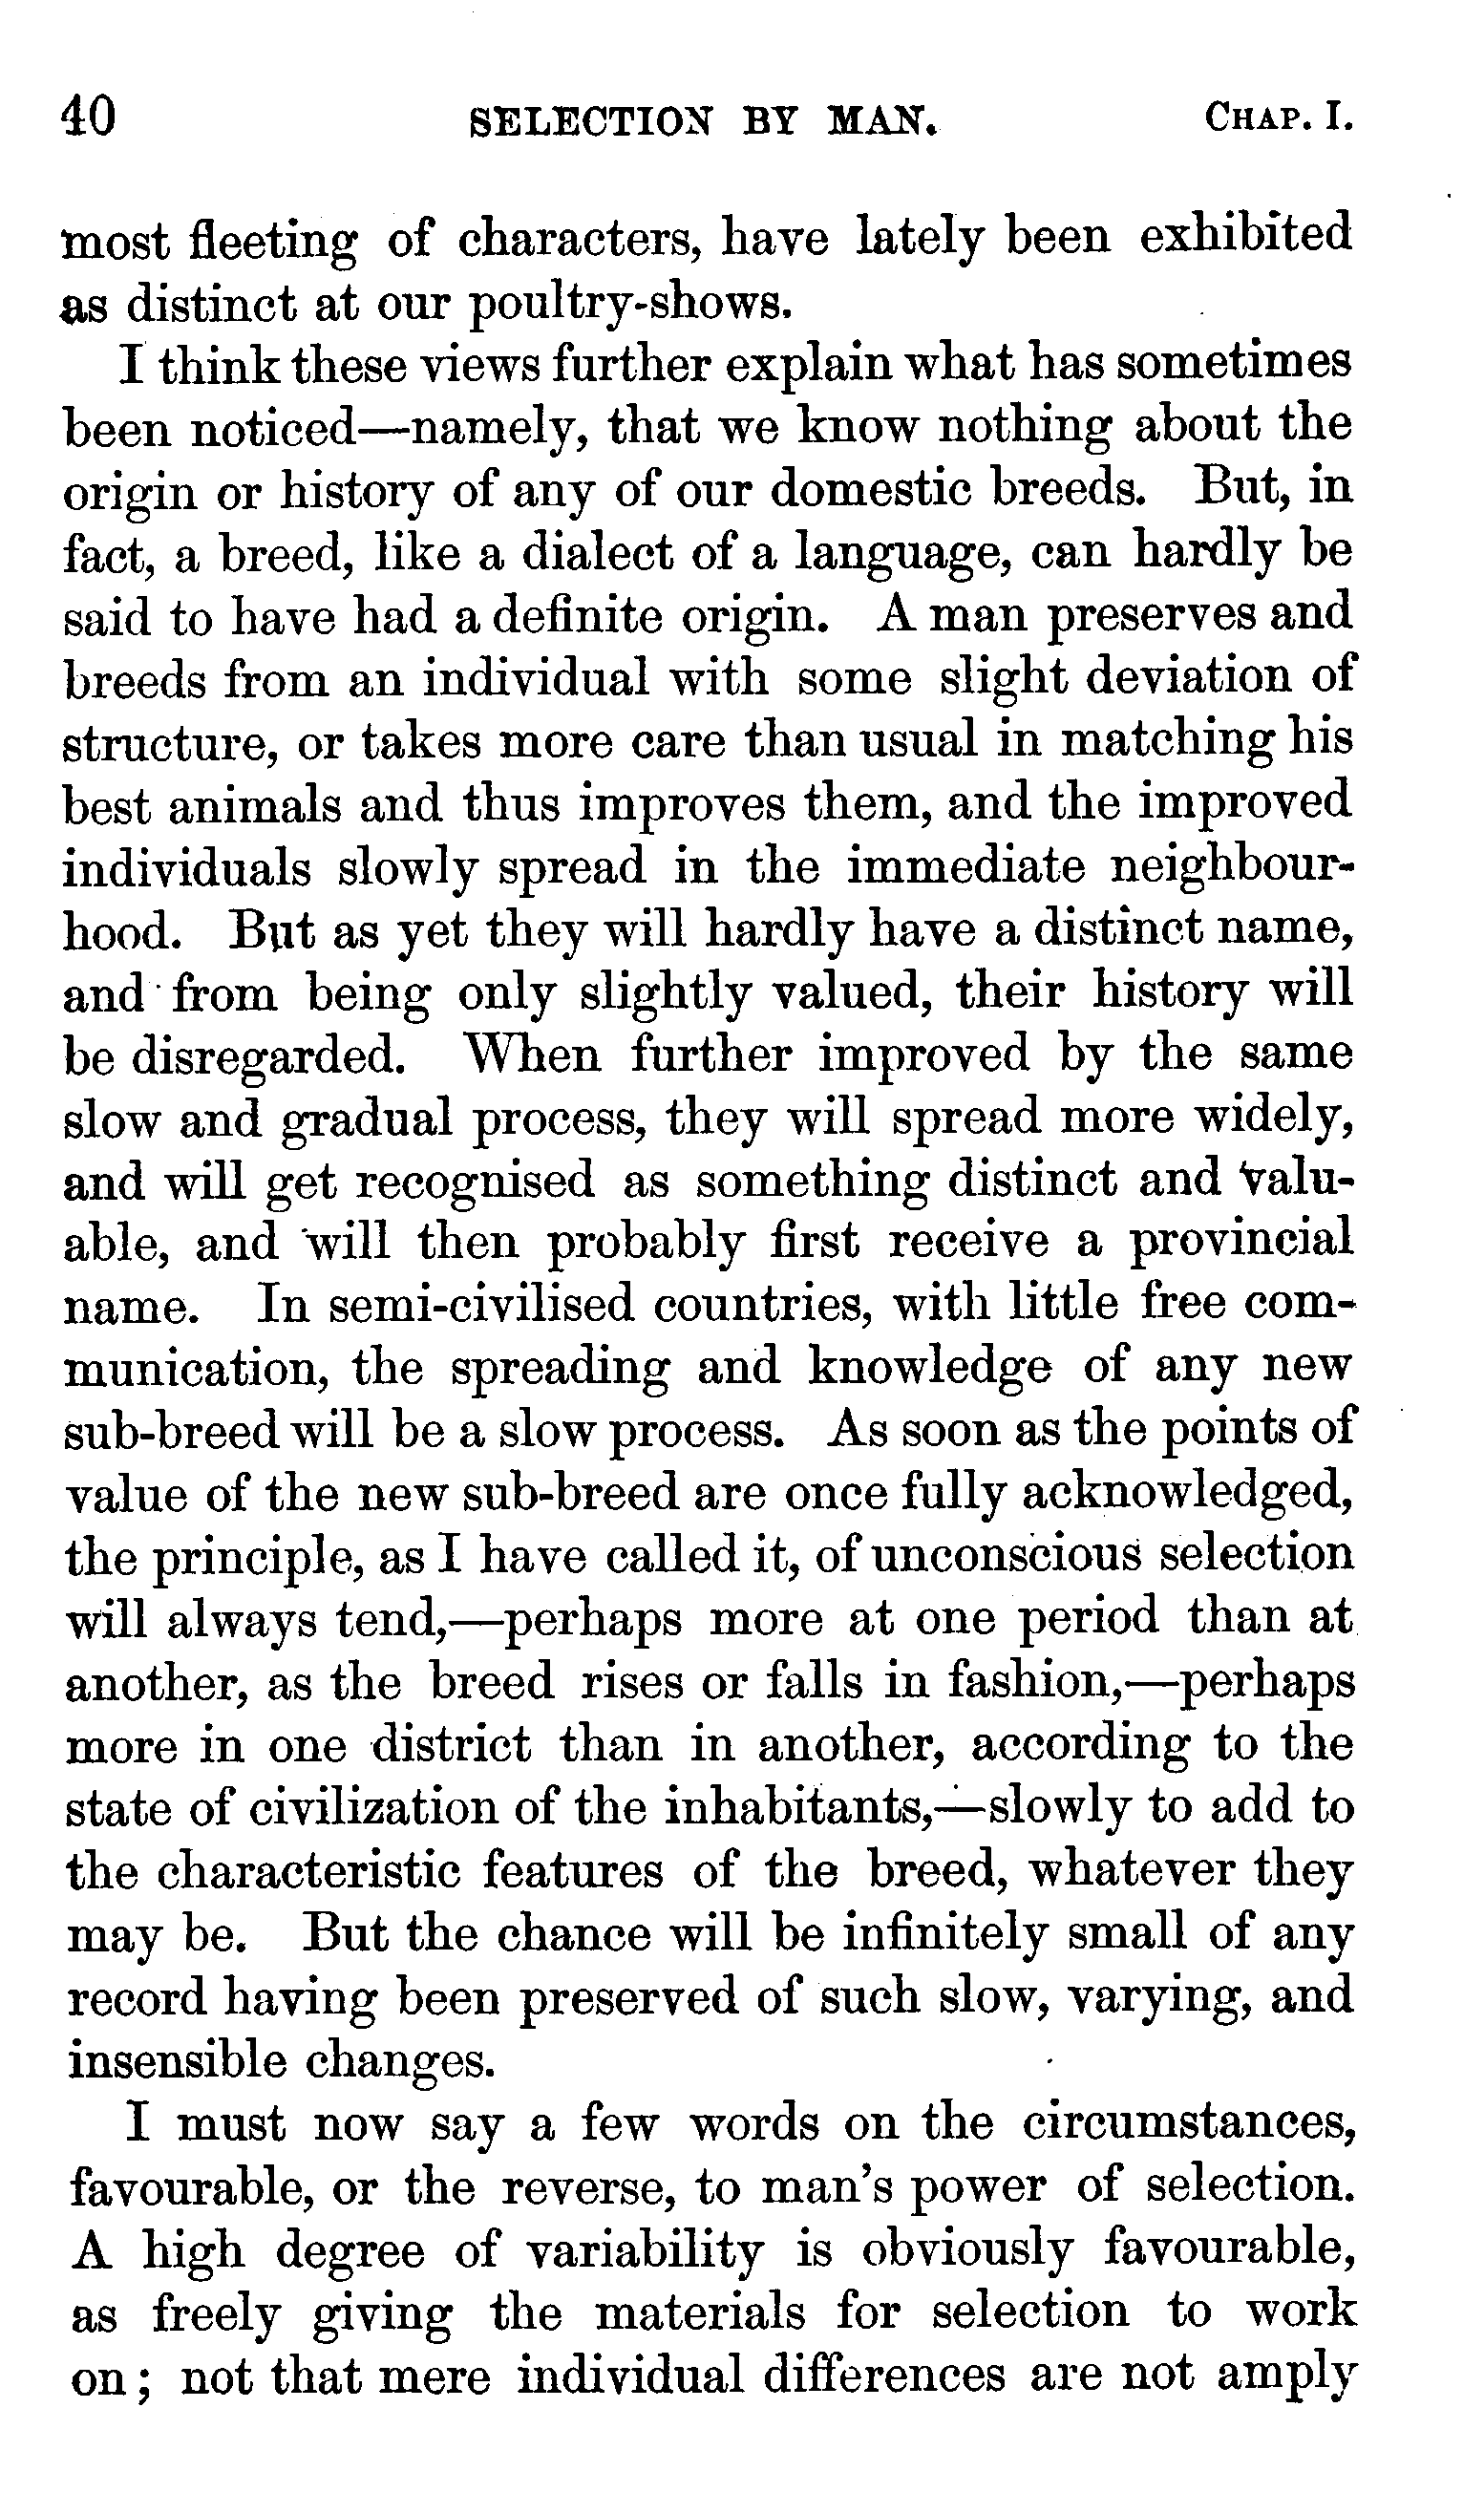 40 SELECTION BY MAN. CHAP. I.
most fleeting of characters, have lately been exhibited
as distinct at our poultry-shows.
I think these views further explain what has sometimes
been noticed—namely, that we know nothing about the
origin or history of any of our domestic breeds. But, in
fact, a breed, like a dialect of a language, can hardly be
said to have had a definite origin. A man preserves and
breeds from an individual with some slight deviation of
structure, or takes more care than usual in matching his
best animals and thus improves them, and the improved
individuals slowly spread in the immediate neighbour-
hood. But as yet they will hardly have a distinct name,
and from being only slightly valued, their history will
be disregarded. When further improved by the same
slow and gradual process, they will spread more widely,
and will get recognised as something distinct and valu-
able, and will then probably first receive a provincial
name. In semi-civilised countries, with little free com-
munication, the spreading and knowledge of any new
sub-breed will be a slow process. As soon as the points of
value of the new sub-breed are once fully acknowledged,
the principle, as I have called it, of unconscious selection
will always tend,—perhaps more at one period than at
another, as the breed rises or falls in fashion,—perhaps
more in one district than in another, according to the
state of civilization of the inhabitants,—slowly to add to
the characteristic features of the breed, whatever they
may be. But the chance will be infinitely small of any
record having been preserved of such slow, varying, and
insensible changes.
I must now say a few words on the circumstances,
favourable, or the reverse, to man's power of selection.
A high degree of variability is obviously favourable,
as freely giving the materials for selection to work
on; not that mere individual differences are not amply